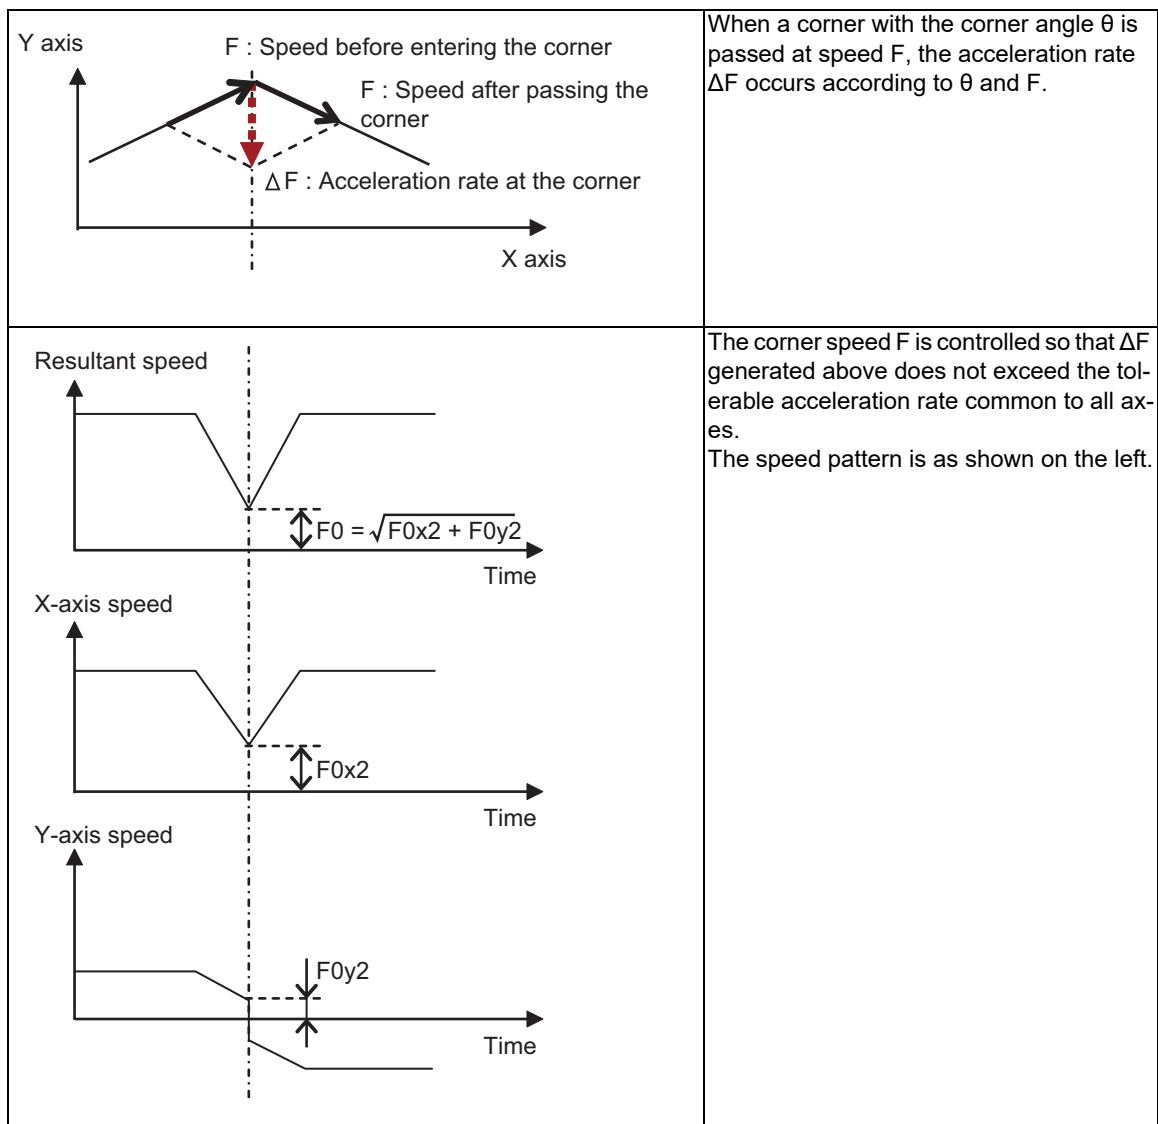 Y axis
F : Speed before entering the corner
F : Speed after passing the
corner
Δ F : Acceleration rate at the corner
X axis
When a corner with the corner angle θ is
passed at speed F, the acceleration rate
ΔF occurs according to θ and F.
Resultant speed
F0 = √F0x2 + F0y2
Time
X-axis speed
F0x2
Time
Y-axis speed
F0y2
Time
The corner speed F is controlled so that ΔF
generated above does not exceed the tol-
erable acceleration rate common to all ax-
es.
The speed pattern is as shown on the left.